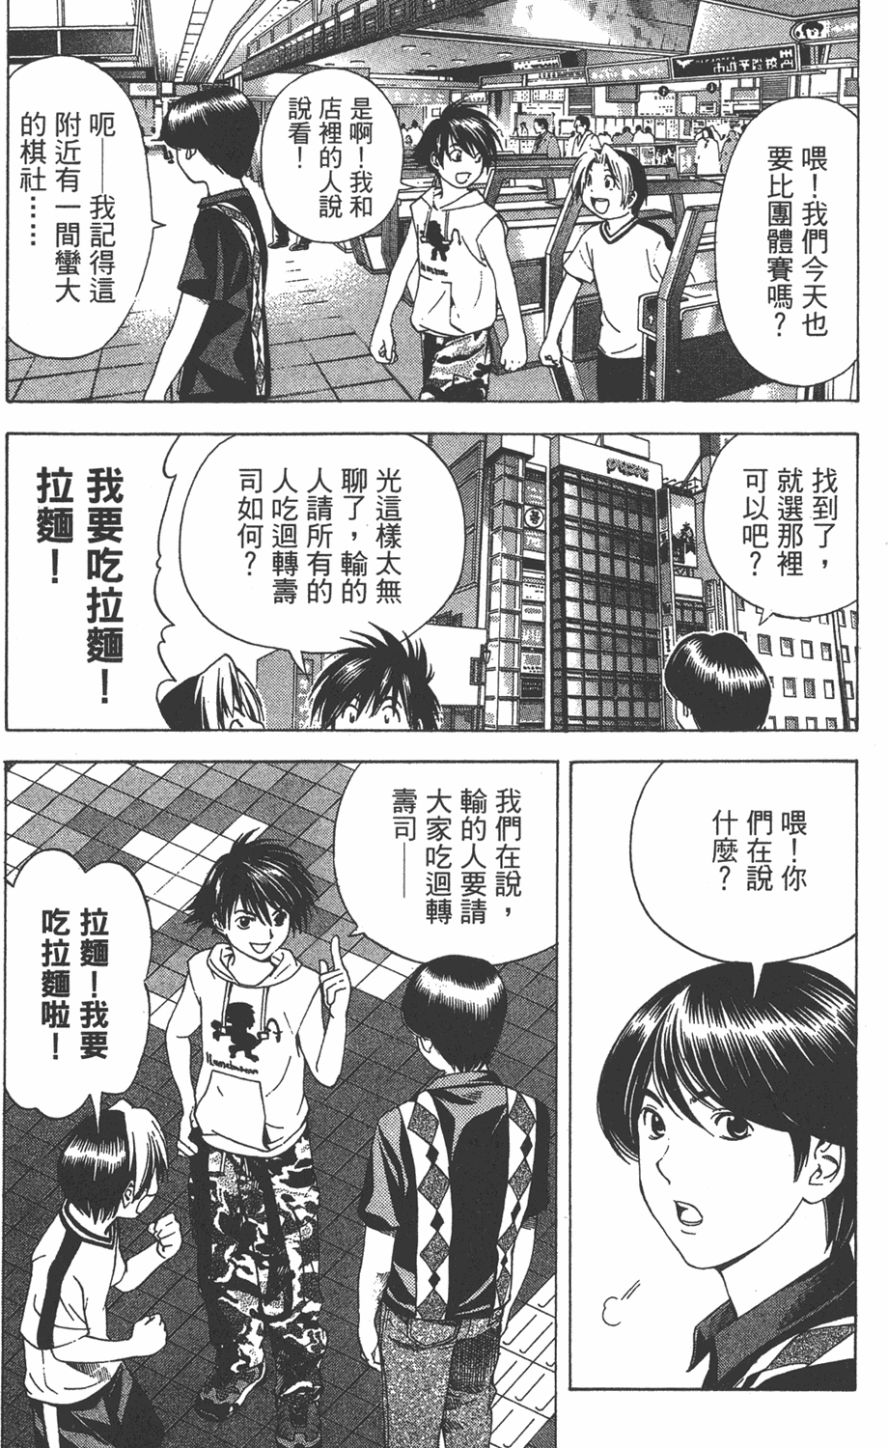 喂！我們今天也
要比團體賽嗎？
是啊！我和
店裡的人說
說看！
呃──我記得這
附近有一間蠻大
的棋社……
找到了，
就選那裡
可以吧？
光這樣太無
聊了，輸的
人請所有的
人吃迴轉壽
司如何？
我要吃拉麵！
拉麵！
喂！你
們在說
什麼？
我們在說，
輸的人要請
大家吃迴轉
壽司──
拉麵！我要
吃拉麵啦！